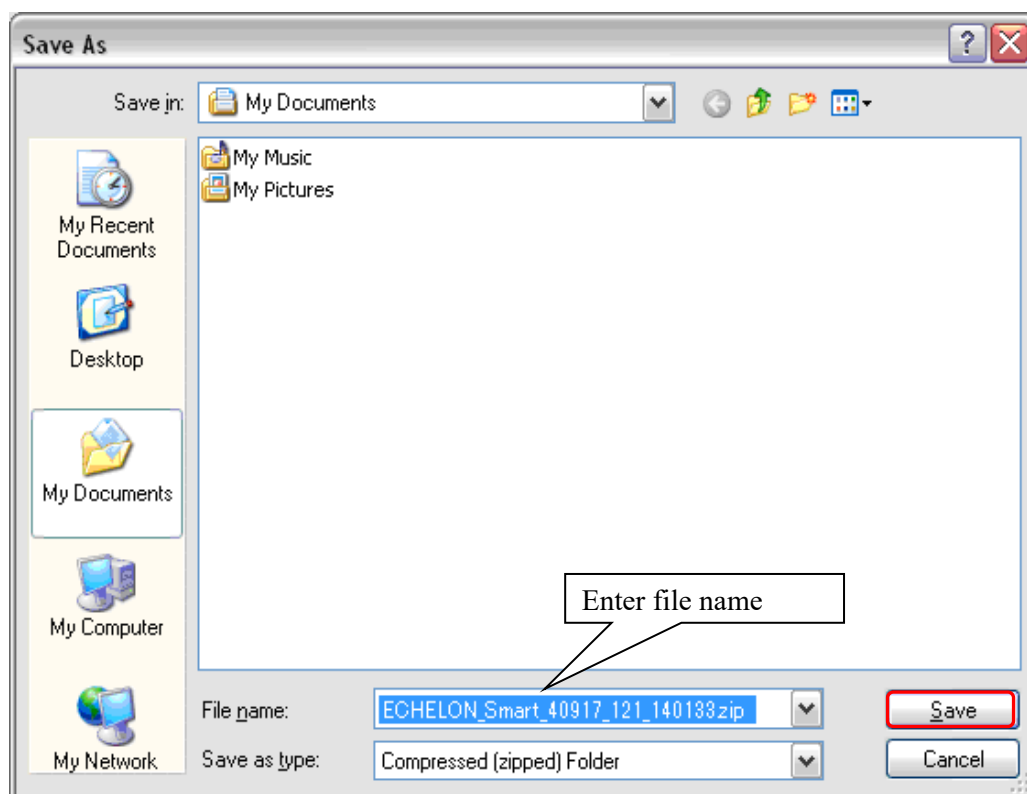 Save As
Save in:
My Documents
My Music
My Pictures
My Recent
Documents
Desktop
My Documents
My Computer
My Network
Enter file name
File name:
ECHELON_Smart_40917_121_140133zip
Save
Save as type:
Compressed (zipped) Folder
Cancel